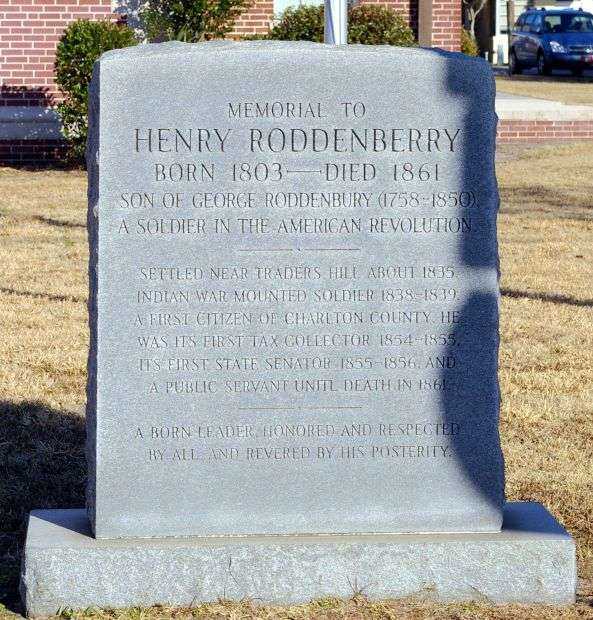 MEMORIAL TO
HENRY RODDENBERRY
BORN 1803—DIED 1861
SON OF GEORGE RODDENBURY (1758-1850),
A SOLDIER IN THE AMERICAN REVOLUTION.
SETTLED NEAR TRADERS HILL ABOUT 1835.
INDIAN WAR MOUNTED SOLDIER 1838-1839.
A FIRST CITIZEN OF CHARLTON COUNTY, HE
WAS ITS FIRST TAX COLLECTOR 1854-1855,
ITS FIRST STATE SENATOR 1855-1856, AND
A PUBLIC SERVANT UNITL DEATH IN 1861.
A BORN LEADER, HONORED AND RESPECTED
BY ALL, AND REVERED BY HIS POSTERITY.